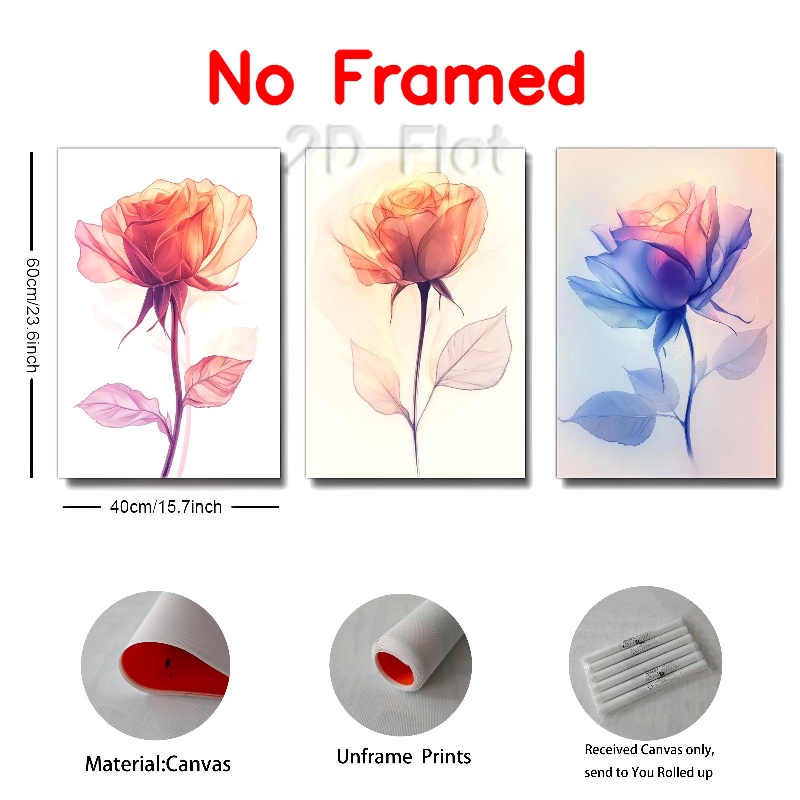 No Framed
2D Flat
60cm/23.6inch
40cm/15.7inch
Material:Canvas
Unframe Prints
Received Canvas only,
send to You Rolled up